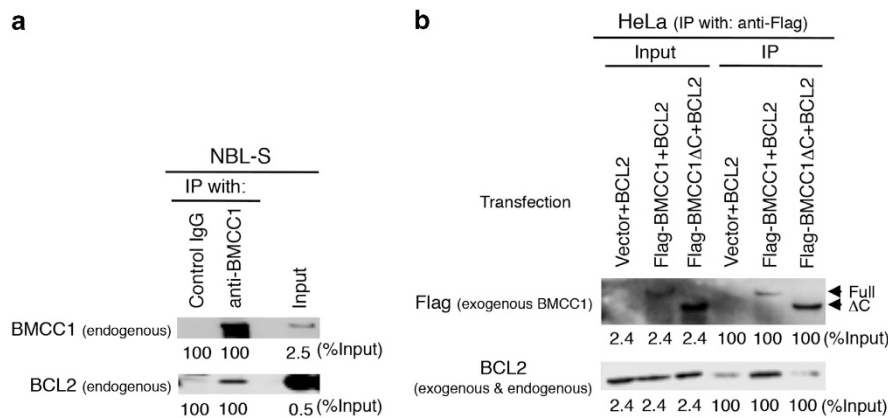 a
NBL-S
IP with:
Control IgG
anti-BMCC1
Input
BMCC1 (endogenous)
100 100 2.5 (%Input)
BCL2 (endogenous)
100 100 0.5 (%Input)
b
HeLa (IP with: anti-Flag)
Input IP
Transfection
Vector+BCL2
Flag-BMCC1+BCL2
Flag-BMCC1ΔC+BCL2
Vector+BCL2
Flag-BMCC1+BCL2
Flag-BMCC1ΔC+BCL2
Flag (exogenous BMCC1)
Full
ΔC
2.4 2.4 2.4 100 100 100 (%Input)
BCL2
(exogenous & endogenous)
2.4 2.4 2.4 100 100 100 (%Input)